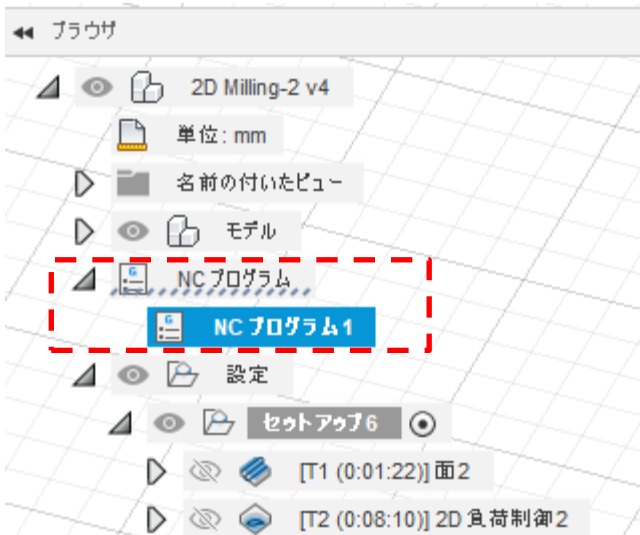 ブラウザ
2D Milling-2 v4
単位: mm
名前の付いたビュー
モデル
NC プログラム
NC プログラム1
設定
セットアップ6
[T1 (0:01:22)] 面2
[T2 (0:08:10)] 2D 負荷制御2